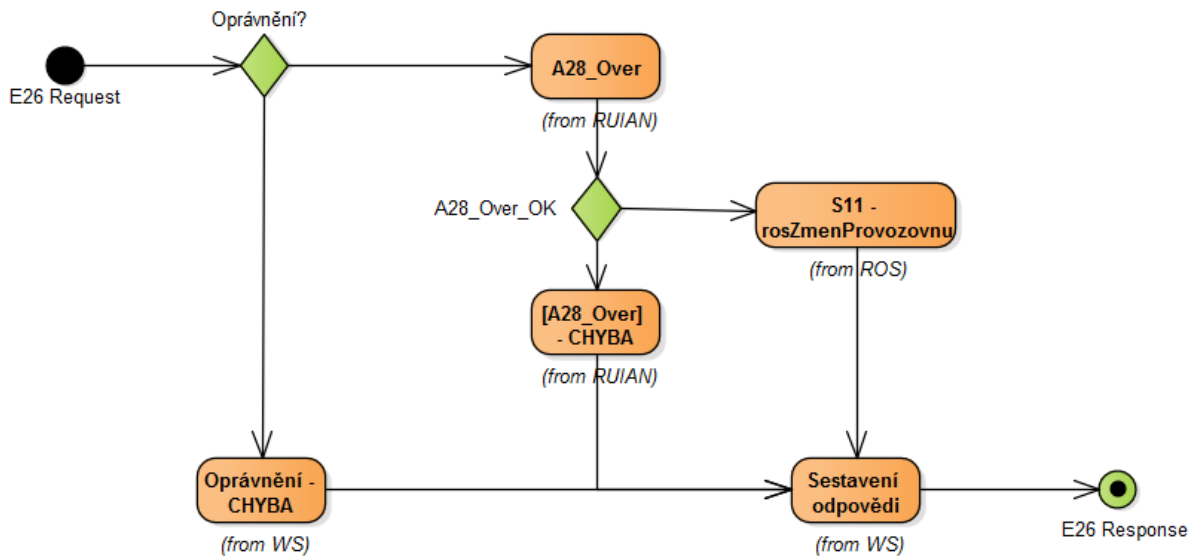 Oprávnění?
E26 Request
A28_Over
(from RUIAN)
A28_Over_OK
S11 -
rosZmenProvozovnu
(from ROS)
[A28_Over]
- CHYBA
(from RUIAN)
Oprávnění -
CHYBA
(from WS)
Sestavení
odpovědi
(from WS)
E26 Response